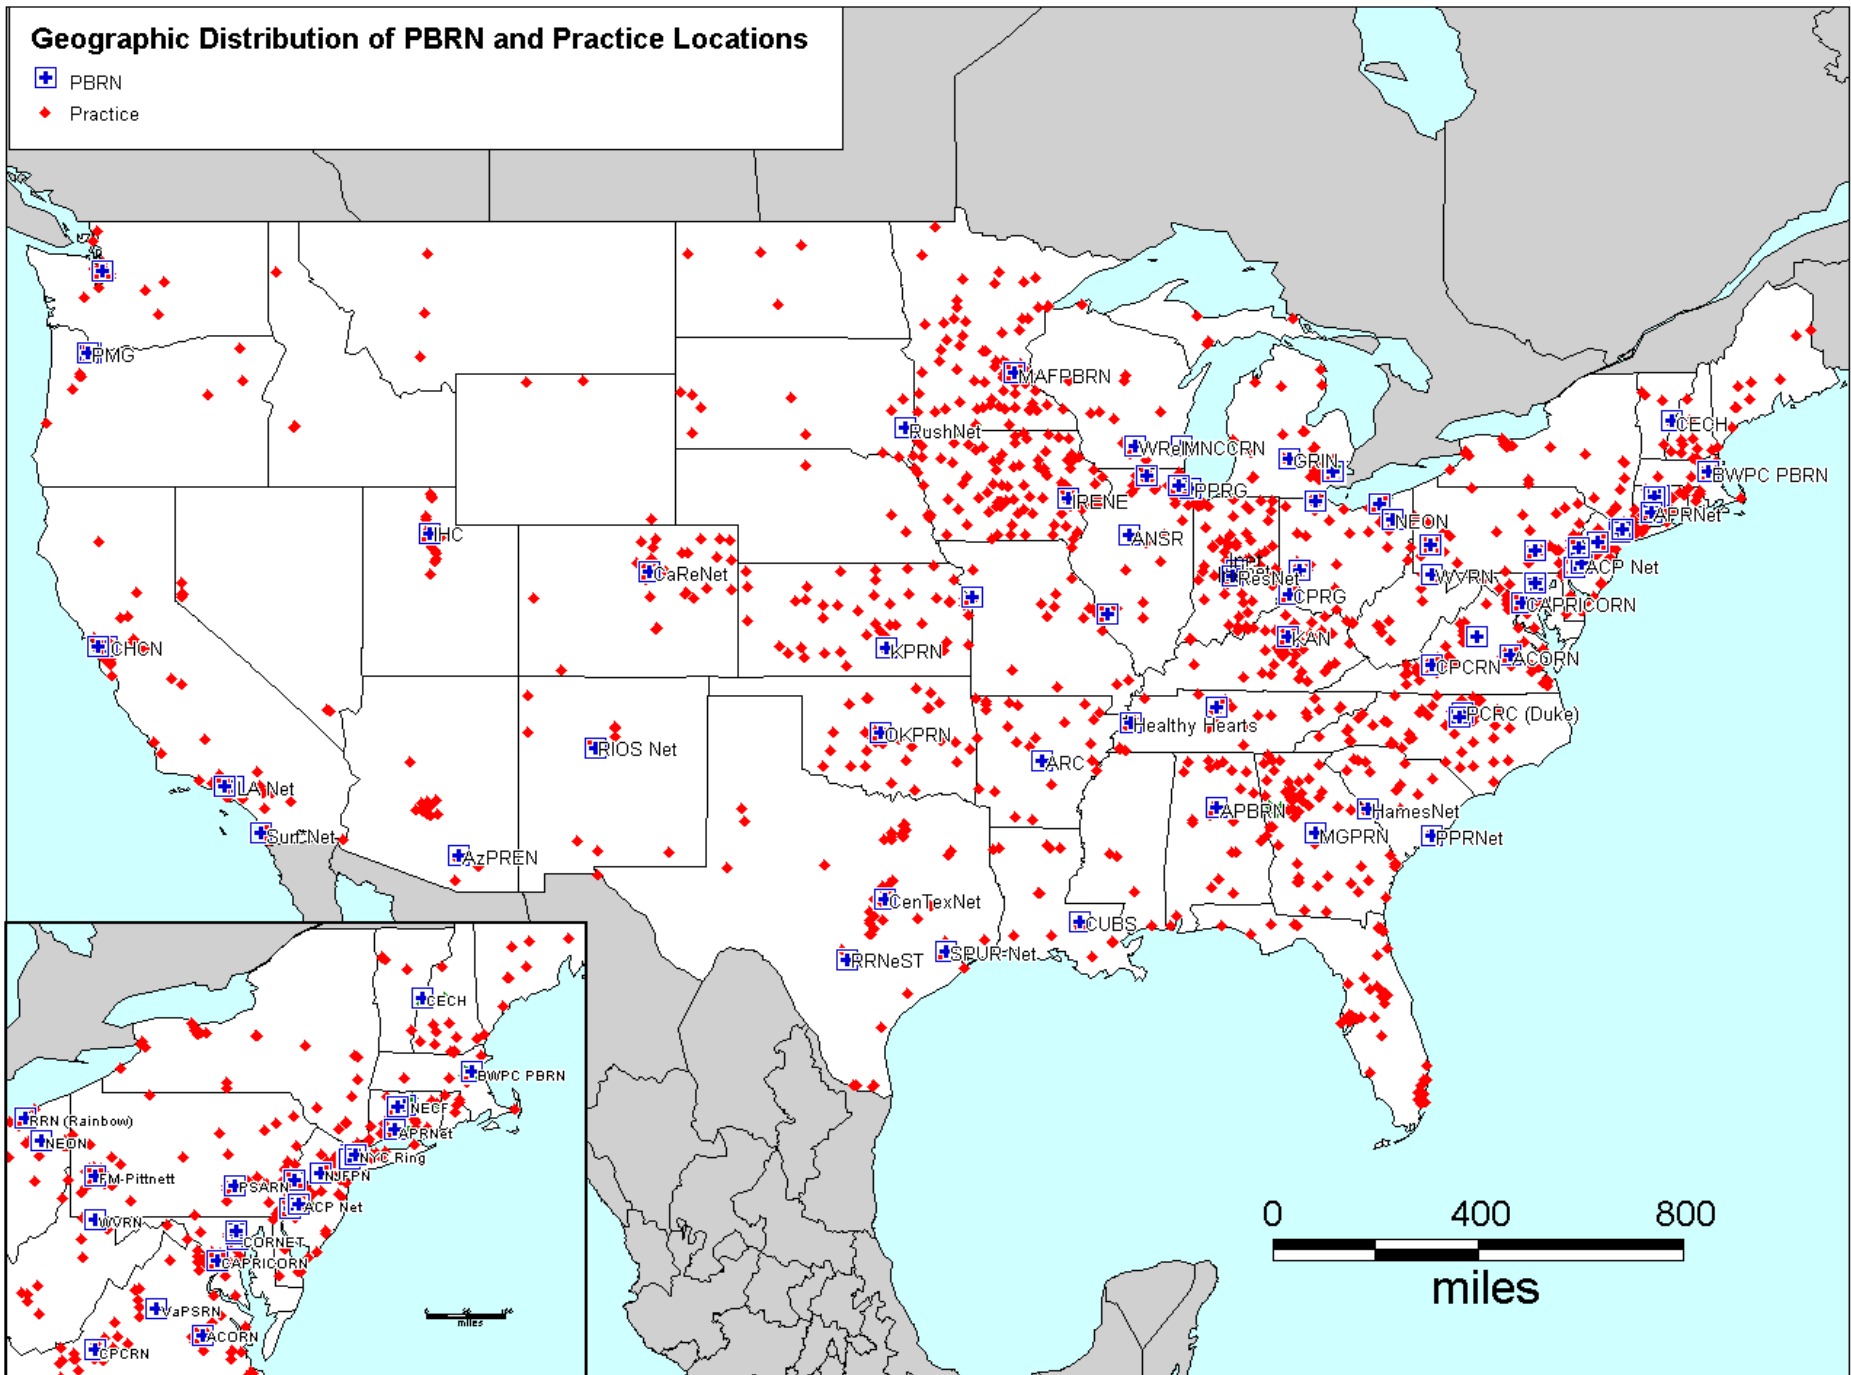 Geographic Distribution of PBRN and Practice Locations
PBRN
Practice
PMG
MAFPBRN
RushNet
CECH
GRIN
BWPC PBRN
PPRG
IRENE
APRNet
NEON
IHC
ANSR
CaReNet
ResNet
WVRN
ACP Net
CPRG
CAPRICORN
CHCN
KPRN
KAN
CPCRN
ACORN
Healthy Hearts
PCRC (Duke)
OKPRN
RIOS Net
ARC
LA Net
APBRN
HamesNet
MGPRN
PPRNet
AzPREN
CenTexNet
CUBS
RRNeST
SPUR-Net
CECH
BWPC PBRN
NECF
RRN (Rainbow)
APRNet
NEON
NYC Ring
FM-Pittnett
PSARN
NJFPN
ACP Net
WVRN
CORNET
CAPRICORN
VaPSRN
ACORN
CPCRN
miles
0 400 800
miles